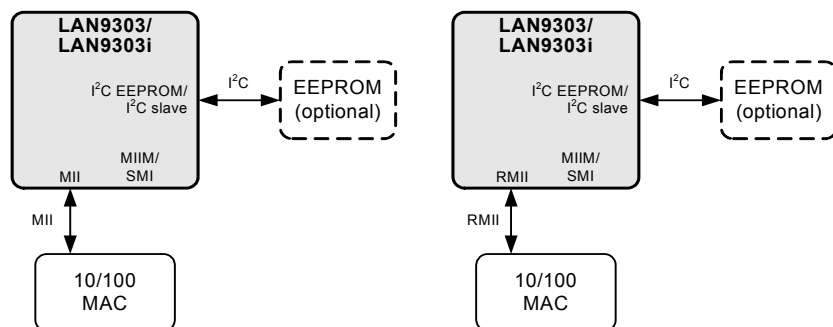 LAN9303/
LAN9303i
I²C EEPROM/
I²C slave
I²C
EEPROM
(optional)
MIIM/
SMI
MII
MII
10/100
MAC
LAN9303/
LAN9303i
I²C EEPROM/
I²C slave
I²C
EEPROM
(optional)
MIIM/
SMI
RMII
RMII
10/100
MAC